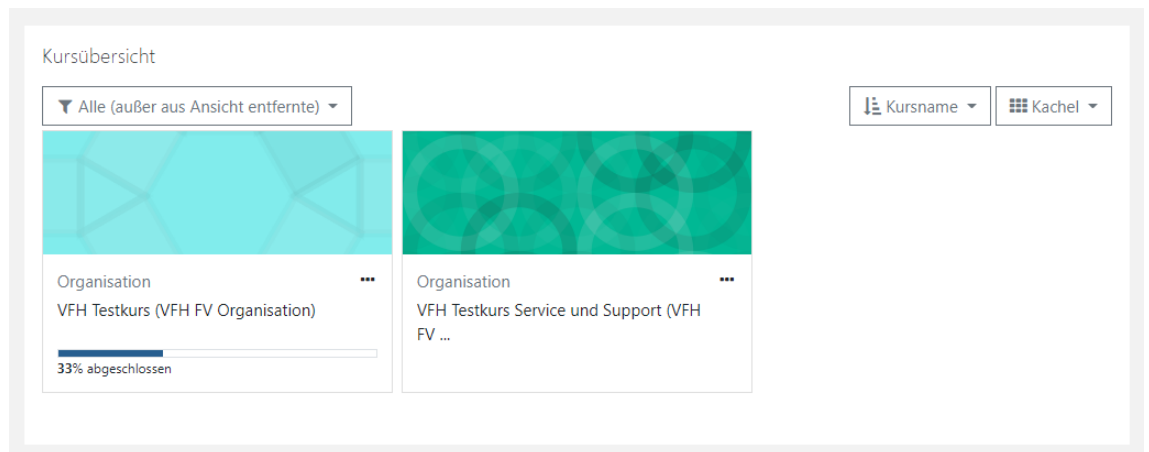 Kursübersicht
Alle (außer aus Ansicht entfernte)
Kursname
Kachel
Organisation
VFH Testkurs (VFH FV Organisation)
33% abgeschlossen
Organisation
VFH Testkurs Service und Support (VFH
FV ...